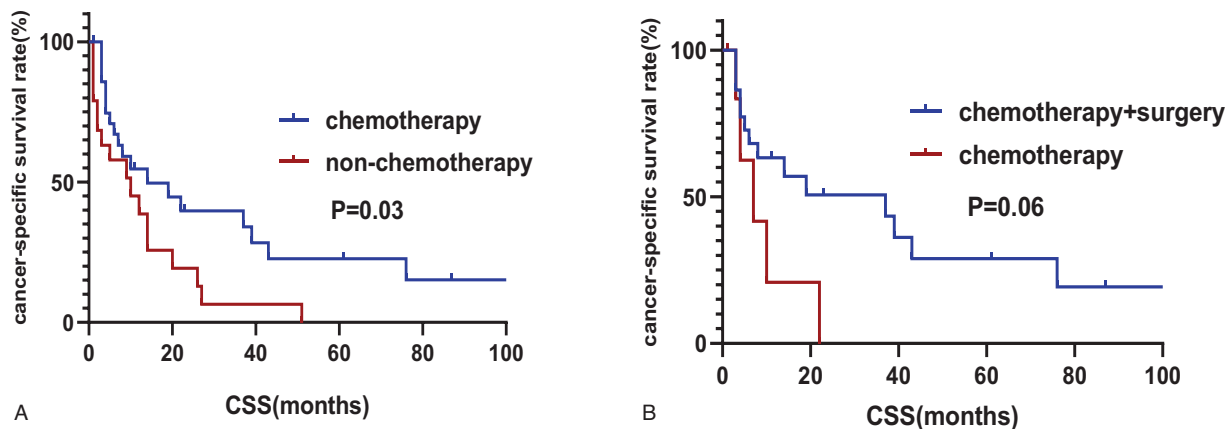 cancer-specific survival rate(%)
100
50
0
0 20 40 60 80 100
chemotherapy
non-chemotherapy
P=0.03
CSS(months)
A
cancer-specific survival rate(%)
100
50
0
0 20 40 60 80 100
chemotherapy+surgery
chemotherapy
P=0.06
CSS(months)
B